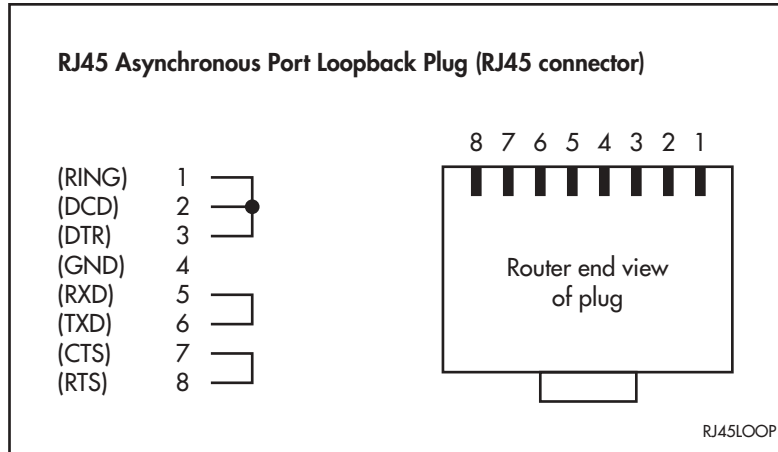 RJ45 Asynchronous Port Loopback Plug (RJ45 connector)
8 7 6 5 4 3 2 1
(RING) 1
(DCD) 2
(DTR) 3
(GND) 4
(RXD) 5
(TXD) 6
(CTS) 7
(RTS) 8
Router end view
of plug
RJ45LOOP